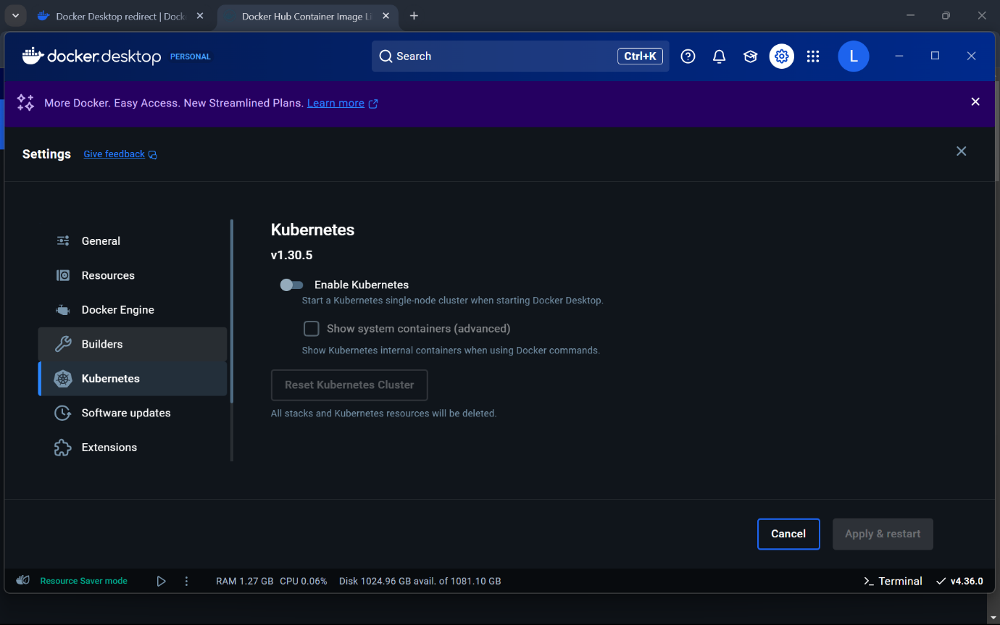 Docker Desktop redirect | Dock
Docker Hub Container Image Li
docker.desktop PERSONAL
Search
Ctrl+K
L
More Docker. Easy Access. New Streamlined Plans. Learn more
Settings
Give feedback
General
Resources
Docker Engine
Builders
Kubernetes
Software updates
Extensions
Kubernetes
v1.30.5
Enable Kubernetes
Start a Kubernetes single-node cluster when starting Docker Desktop.
Show system containers (advanced)
Show Kubernetes internal containers when using Docker commands.
Reset Kubernetes Cluster
All stacks and Kubernetes resources will be deleted.
Cancel
Apply & restart
Resource Saver mode
RAM 1.27 GB CPU 0.06% Disk 1024.96 GB avail. of 1081.10 GB
Terminal
v4.36.0